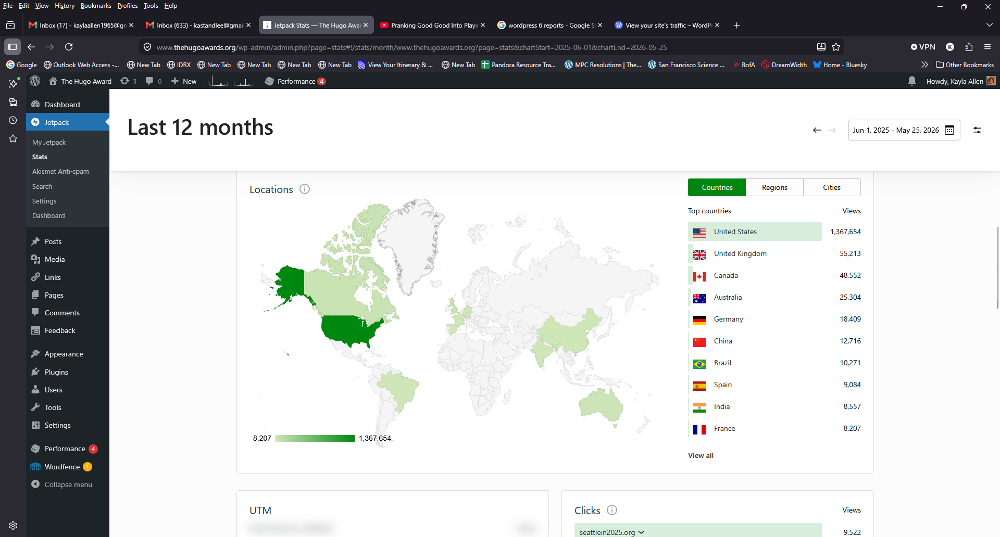 File Edit View History Bookmarks Profiles Tools Help
Inbox (17) - kaylaallen1965@gm
Inbox (633) - kastandlee@gmail
Jetpack Stats — The Hugo Awar
Pranking Good Good Into Playin
wordpress 6 reports - Google S
View your site's traffic – WordPr
www.thehugoawards.org/wp-admin/admin.php?page=stats#!/stats/month/www.thehugoawards.org?page=stats&chartStart=2025-06-01&chartEnd=2026-05-25
VPN
K
Google
Outlook Web Access -...
New Tab
IDRX
New Tab
New Tab
New Tab
New Tab
View Your Itinerary & ...
New Tab
Pandora Resource Tra...
MPC Resolutions | The...
San Francisco Science ...
BofA
DreamWidth
Home - Bluesky
Other Bookmarks
The Hugo Award
1
0
New
Performance 4
Howdy, Kayla Allen
Dashboard
Jetpack
My Jetpack
Stats
Akismet Anti-spam
Search
Settings
Dashboard
Posts
Media
Links
Pages
Comments
Feedback
Appearance
Plugins
Users
Tools
Settings
Performance 4
Wordfence 1
Collapse menu
Last 12 months
Jun 1, 2025 - May 25, 2026
Locations
Countries Regions Cities
Top countries Views
United States 1,367,654
United Kingdom 55,213
Canada 48,552
Australia 25,304
Germany 18,409
China 12,716
Brazil 10,271
Spain 9,084
India 8,557
France 8,207
View all
8,207 1,367,654
UTM
Clicks Views
seattlein2025.org 9,522